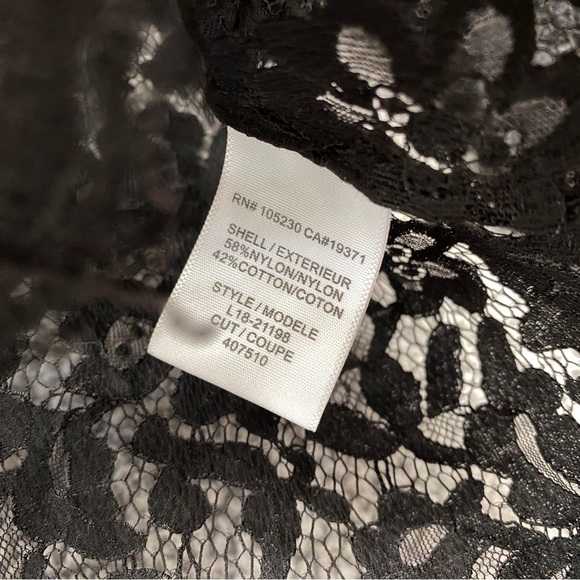 RN# 105230 CA#19371
SHELL / EXTERIEUR
58%NYLON/NYLON
42%COTTON/COTON
STYLE / MODELE
L18-21198
CUT / COUPE
407510